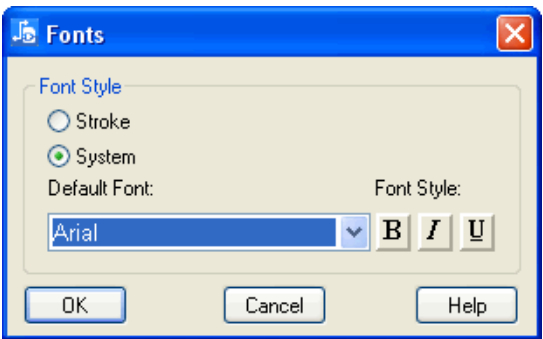 Fonts
Font Style
Stroke
System
Default Font: Font Style:
Arial B I U
OK Cancel Help